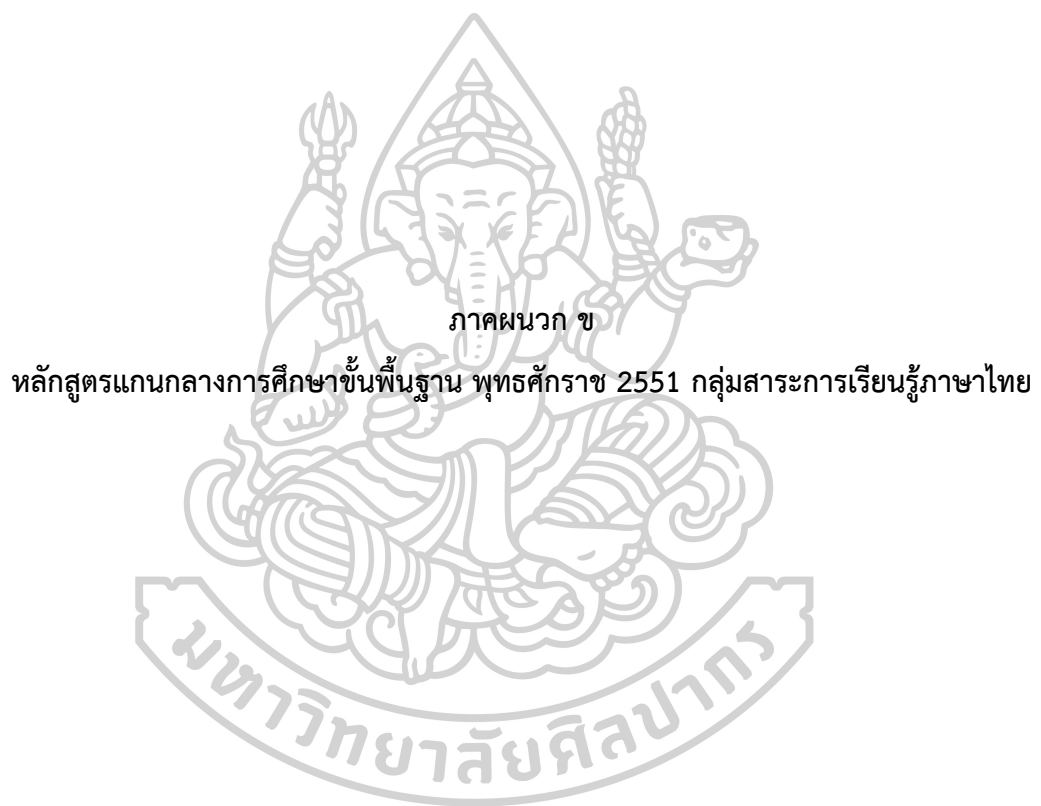 ภาคผนวก ข
หลักสูตรแกนกลางการศึกษาขั้นพื้นฐาน พุทธศักราช 2551 กลุ่มสาระการเรียนรู้ภาษาไทย
มหาวิทยาลัยศิลปากร